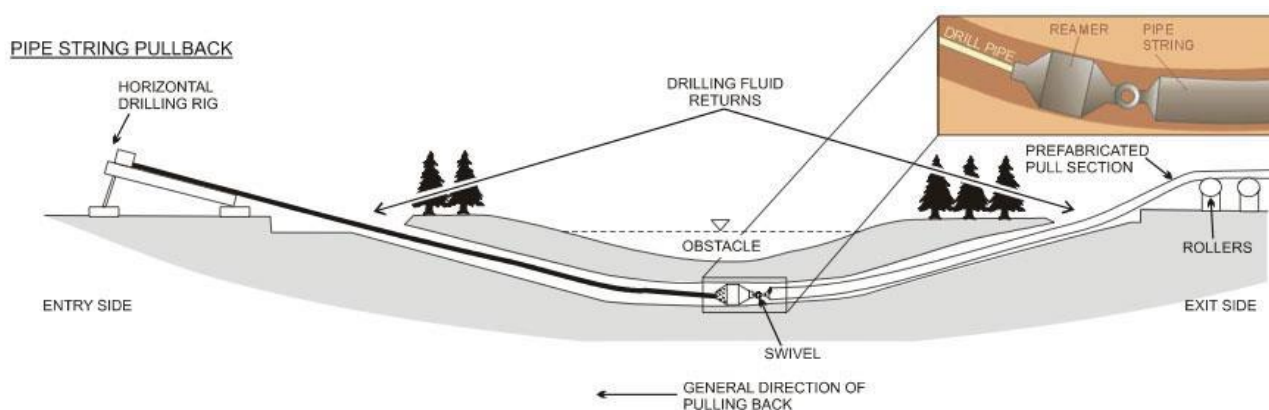 PIPE STRING PULLBACK
HORIZONTAL
DRILLING RIG
DRILLING FLUID
RETURNS
REAMER
PIPE
STRING
DRILL PIPE
PREFABRICATED
PULL SECTION
OBSTACLE
ROLLERS
ENTRY SIDE
EXIT SIDE
SWIVEL
GENERAL DIRECTION OF
PULLING BACK